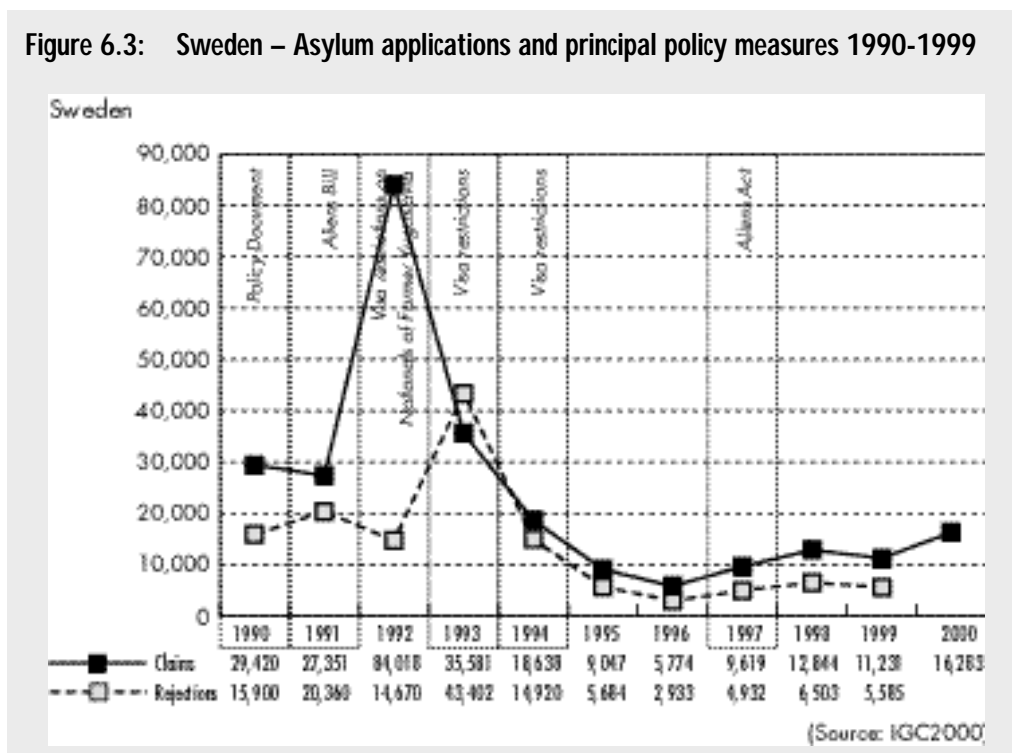 Figure 6.3: Sweden – Asylum applications and principal policy measures 1990-1999
Sweden
90,000
80,000
70,000
60,000
50,000
40,000
30,000
20,000
10,000
0
Policy Document
Aliens Bill
Visa
Nationals of Former
Visa restrictions
Visa restrictions
Aliens Act
1990 1991 1992 1993 1994 1995 1996 1997 1998 1999 2000
Claims 29,420 27,351 84,018 35,581 18,638 9,047 5,774 9,619 12,844 11,231 16,283
Rejections 15,900 20,360 14,670 43,402 14,920 5,684 2,933 4,932 6,503 5,585
(Source: IGC2000)